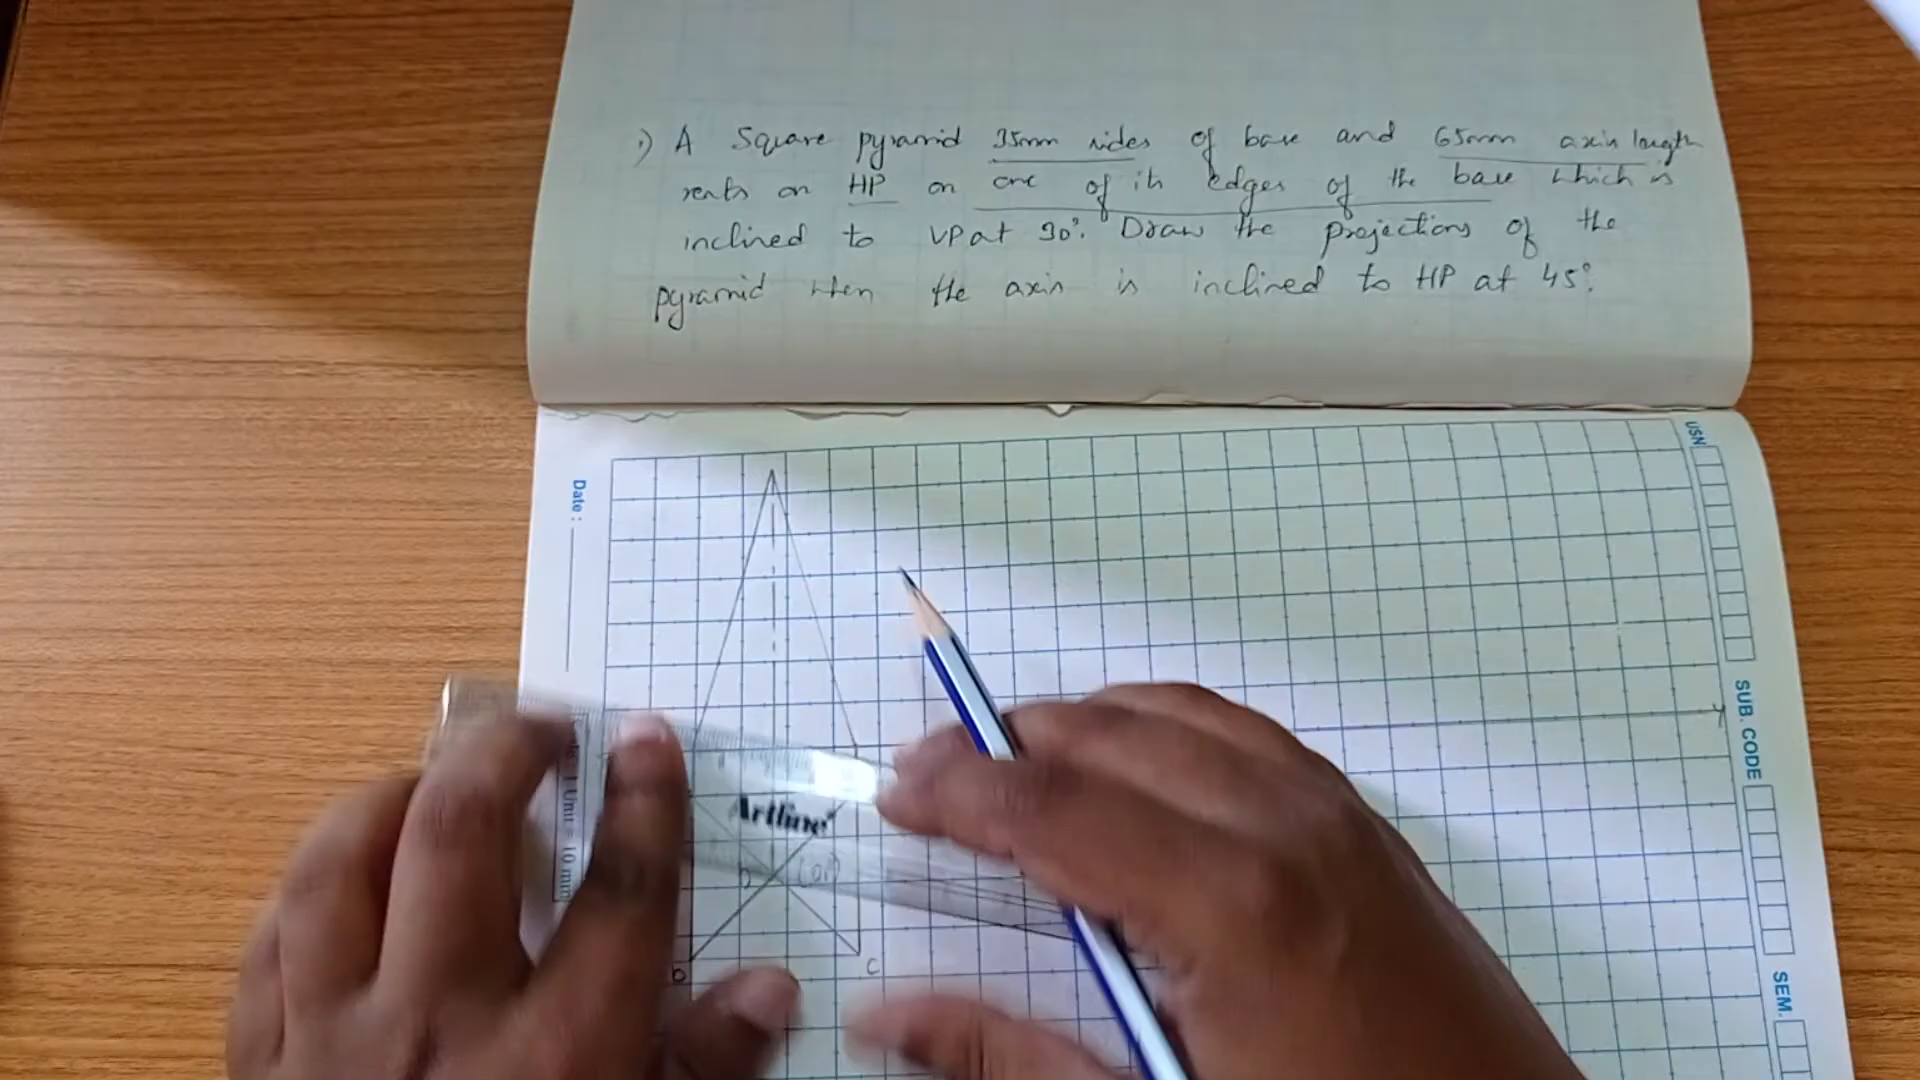 1) A Square pyramid 35mm sides of base and 65mm axis length
rests on HP on one of its edges of the base which is
inclined to VP at 30°. Draw the projections of the
pyramid when the axis is inclined to HP at 45°.
USN
Date :
Y
SUB. CODE
1 Unit = 10 mm
Artline
b
(o1)
b
c
SEM.